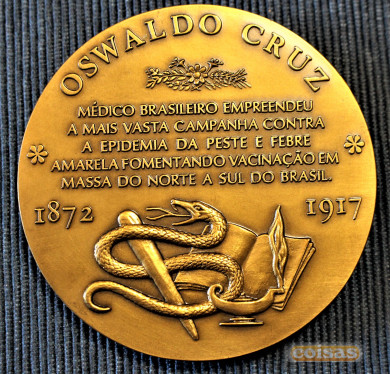 OSWALDO CRUZ
MÉDICO BRASILEIRO EMPREENDEU
A MAIS VASTA CAMPANHA CONTRA
A EPIDEMIA DA PESTE E FEBRE
AMARELA FOMENTANDO VACINAÇÃO EM
MASSA DO NORTE A SUL DO BRASIL.
1872 1917
coisas